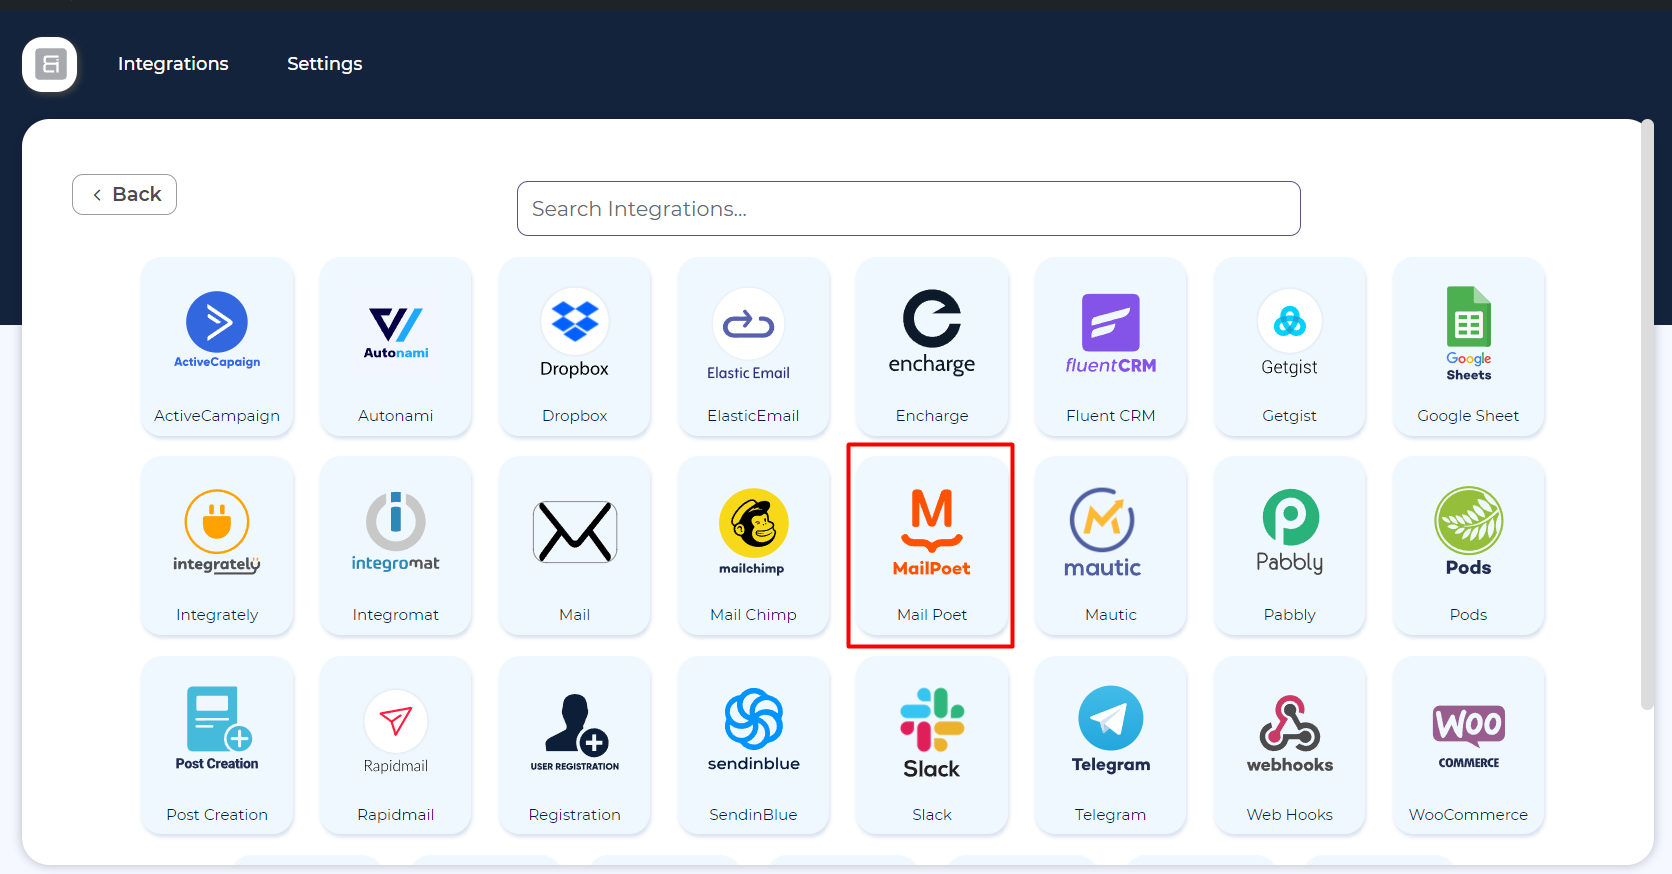 Integrations
Settings
Back
Search Integrations...
ActiveCapaign
ActiveCampaign
Autonami
Autonami
Dropbox
Dropbox
Elastic Email
ElasticEmail
encharge
Encharge
fluentCRM
Fluent CRM
Getgist
Getgist
Google
Sheets
Google Sheet
integrately
Integrately
integromat
Integromat
Mail
mailchimp
Mail Chimp
M
MailPoet
Mail Poet
mautic
Mautic
Pabbly
Pabbly
Pods
Pods
Post Creation
Post Creation
Rapidmail
Rapidmail
USER REGISTRATION
Registration
sendinblue
SendinBlue
Slack
Slack
Telegram
Telegram
webhooks
Web Hooks
WOO
COMMERCE
WooCommerce